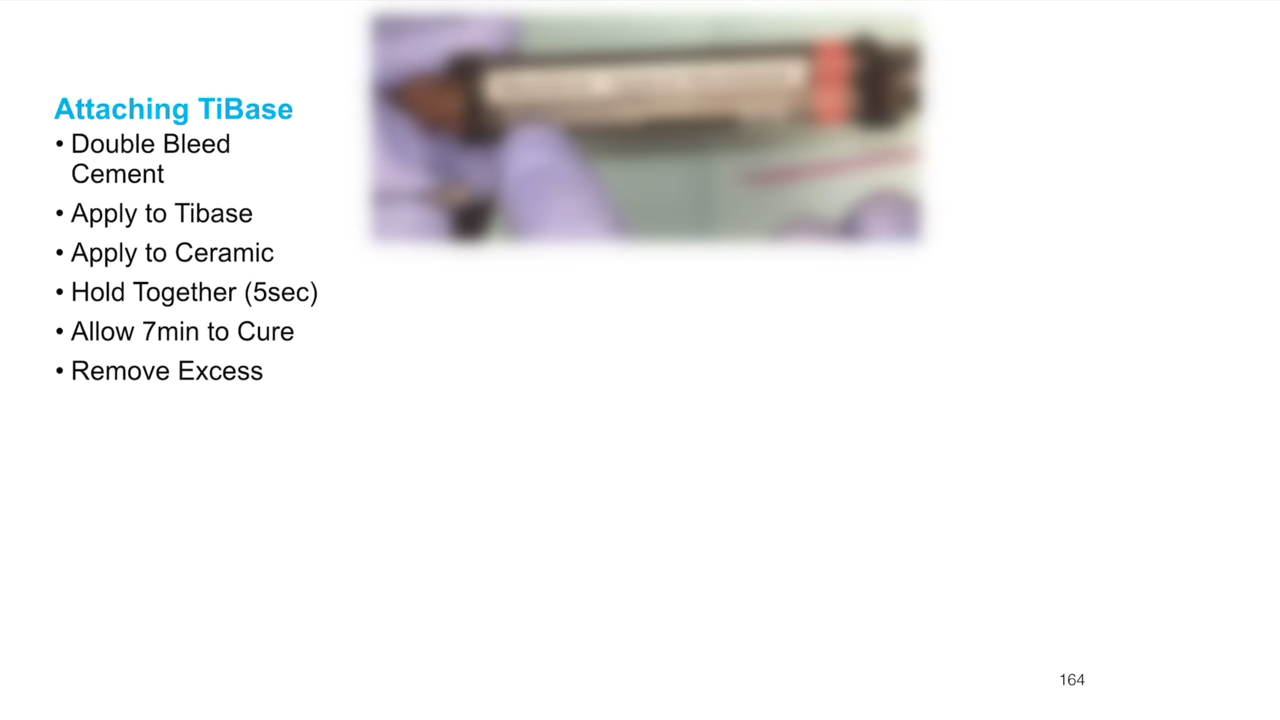 Attaching TiBase
• Double Bleed
Cement
• Apply to Tibase
• Apply to Ceramic
• Hold Together (5sec)
• Allow 7min to Cure
• Remove Excess
164